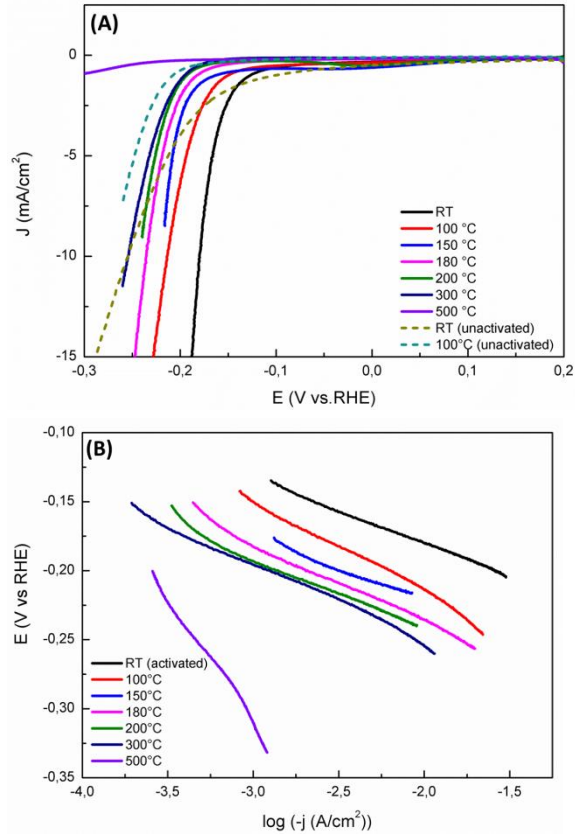 (A)
0
-5
-10
-15
J (mA/cm²)
RT
100 °C
150 °C
180 °C
200 °C
300 °C
500 °C
RT (unactivated)
100°C (unactivated)
-0,3 -0,2 -0,1 0,0 0,1 0,2
E (V vs.RHE)
(B)
-0,10
-0,15
-0,20
-0,25
-0,30
-0,35
E (V vs RHE)
RT (activated)
100°C
150°C
180°C
200°C
300°C
500°C
-4,0 -3,5 -3,0 -2,5 -2,0 -1,5
log (-j (A/cm²))